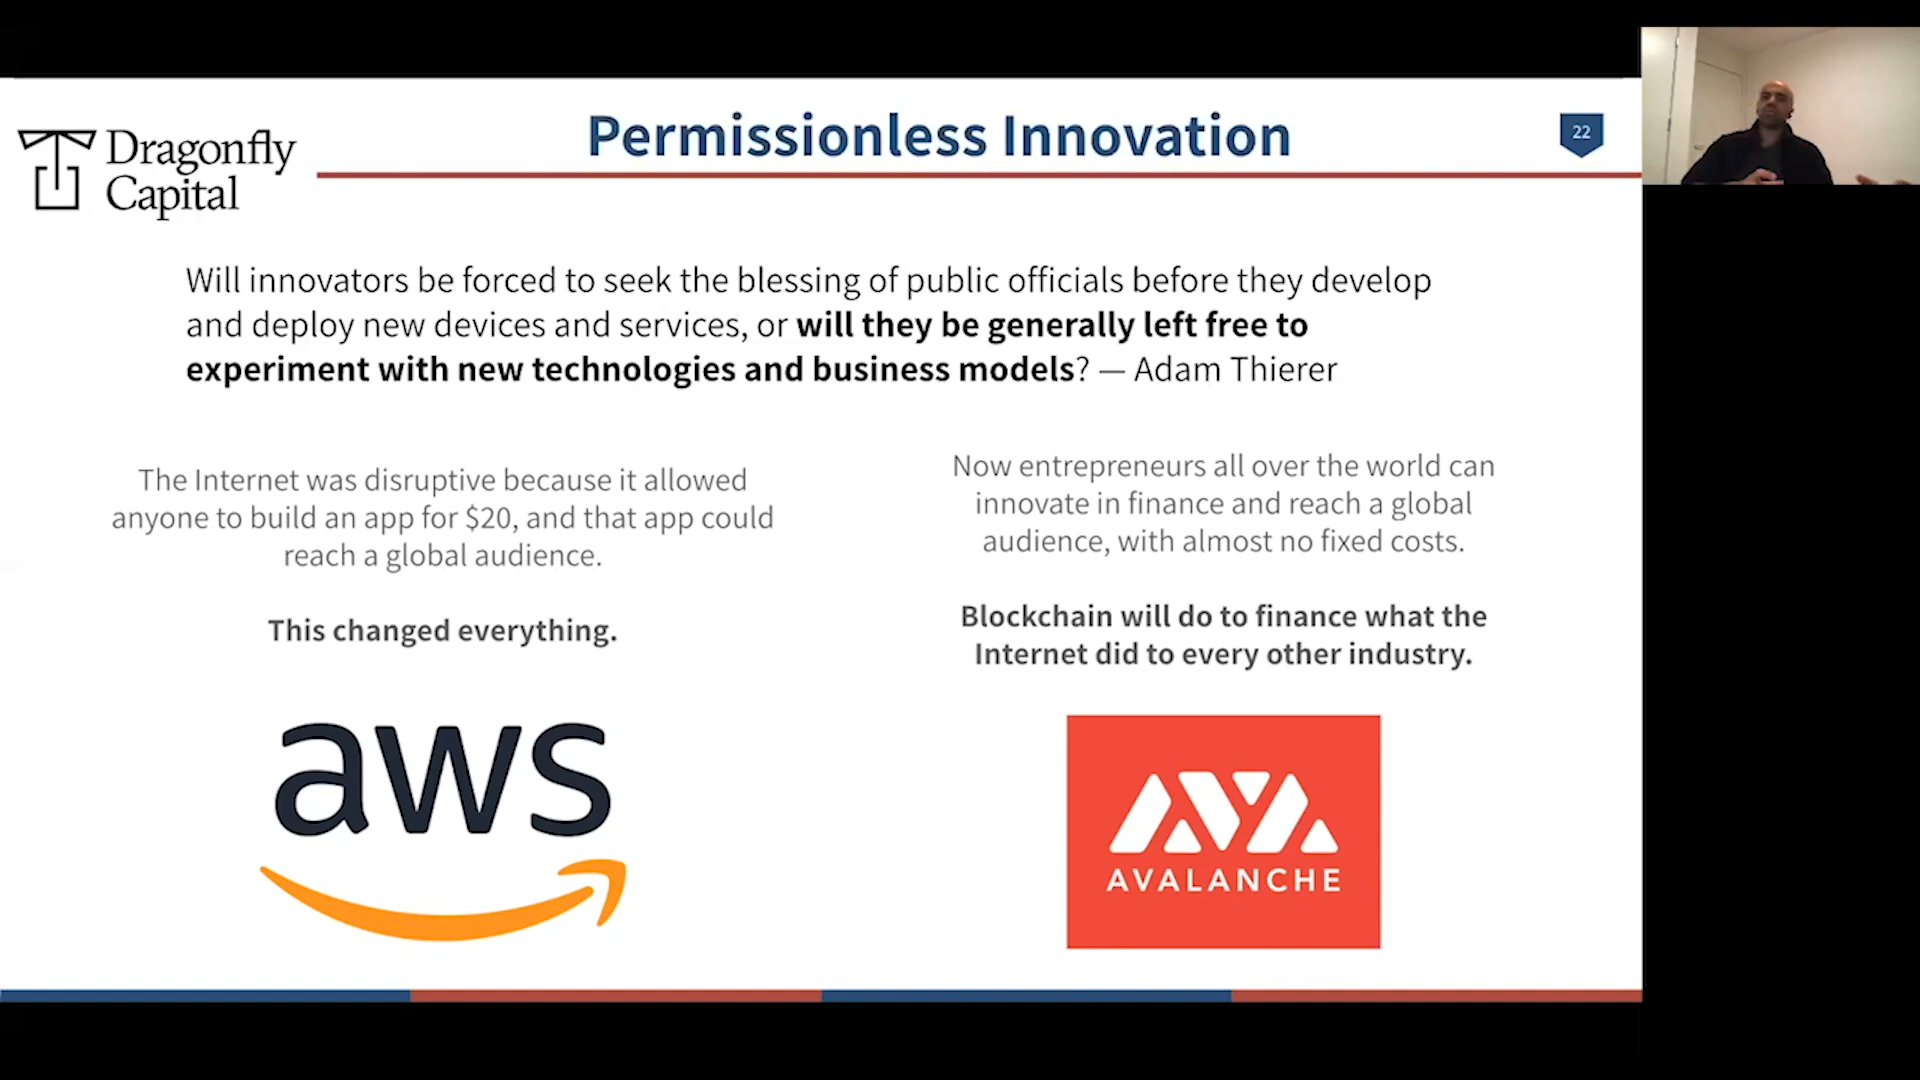 Dragonfly
Capital
Permissionless Innovation
22
Will innovators be forced to seek the blessing of public officials before they develop
and deploy new devices and services, or will they be generally left free to
experiment with new technologies and business models? — Adam Thierer
The Internet was disruptive because it allowed
anyone to build an app for $20, and that app could
reach a global audience.
This changed everything.
aws
Now entrepreneurs all over the world can
innovate in finance and reach a global
audience, with almost no fixed costs.
Blockchain will do to finance what the
Internet did to every other industry.
AVALANCHE